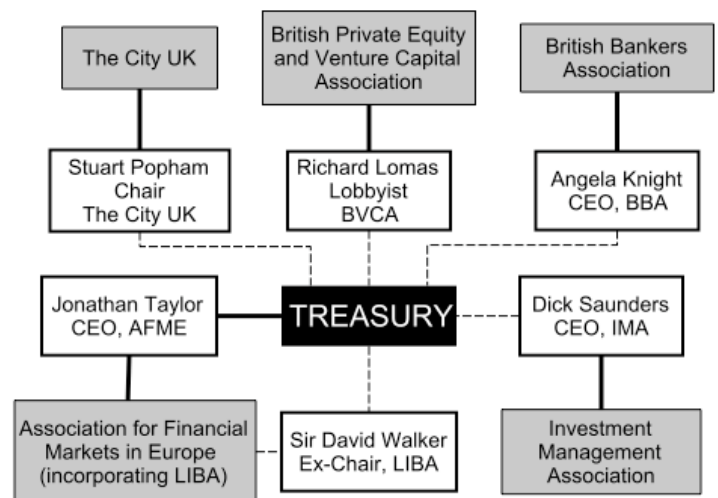 The City UK
British Private Equity
and Venture Capital
Association
British Bankers
Association
Stuart Popham
Chair
The City UK
Richard Lomas
Lobbyist
BVCA
Angela Knight
CEO, BBA
Jonathan Taylor
CEO, AFME
TREASURY
Dick Saunders
CEO, IMA
Association for Financial
Markets in Europe
(incorporating LIBA)
Sir David Walker
Ex-Chair, LIBA
Investment
Management
Association